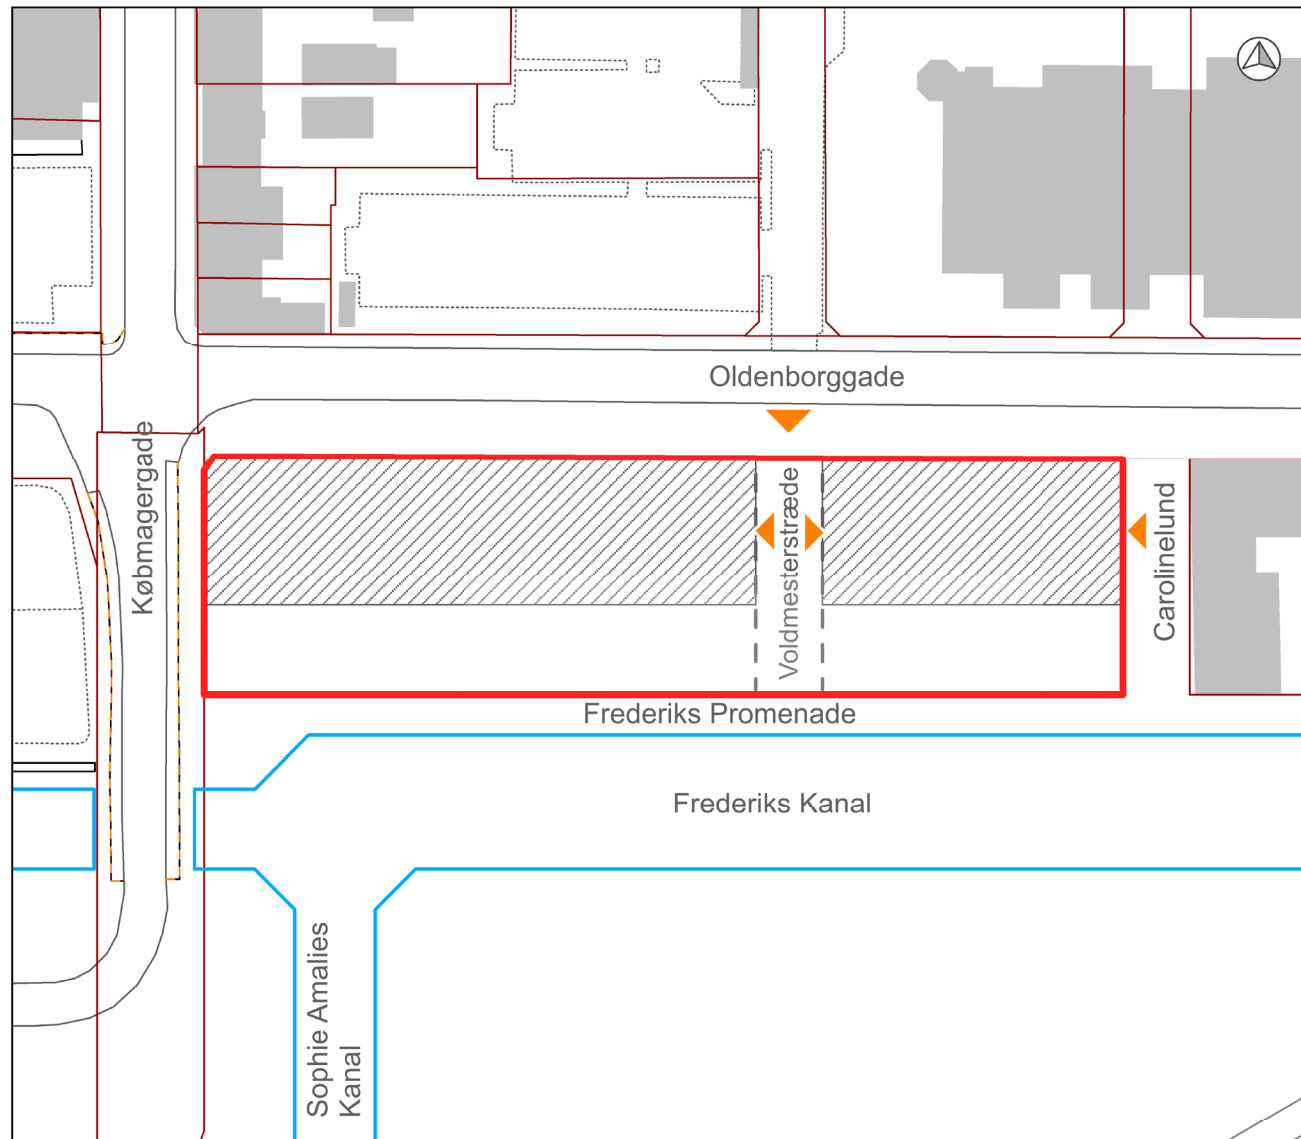 Oldenborggade
Købmagergade
Voldmesterstræde
Carolinelund
Frederiks Promenade
Frederiks Kanal
Sophie Amalies
Kanal